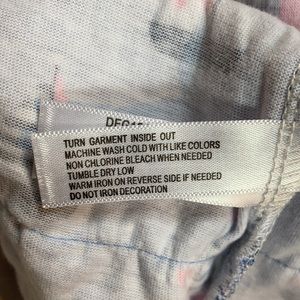 TURN GARMENT INSIDE OUT
MACHINE WASH COLD WITH LIKE COLORS
NON CHLORINE BLEACH WHEN NEEDED
TUMBLE DRY LOW
WARM IRON ON REVERSE SIDE IF NEEDED
DO NOT IRON DECORATION